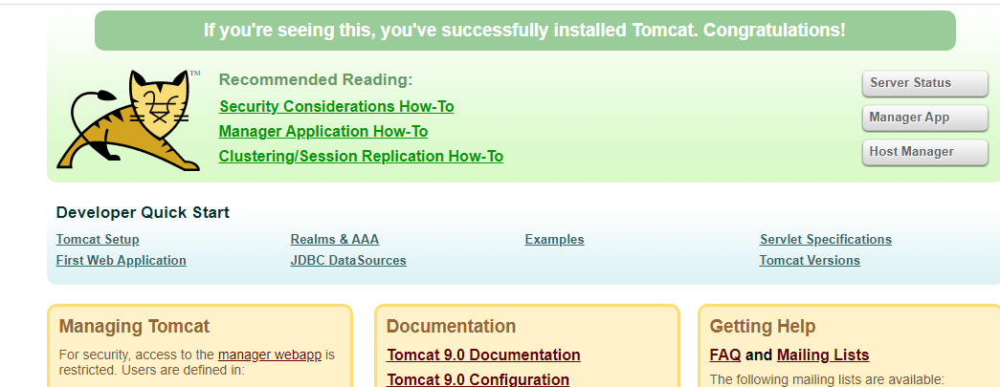 If you're seeing this, you've successfully installed Tomcat. Congratulations!
TM
Recommended Reading:
Security Considerations How-To
Manager Application How-To
Clustering/Session Replication How-To
Server Status
Manager App
Host Manager
Developer Quick Start
Tomcat Setup
Realms & AAA
Examples
Servlet Specifications
First Web Application
JDBC DataSources
Tomcat Versions
Managing Tomcat
For security, access to the manager webapp is
restricted. Users are defined in:
Documentation
Tomcat 9.0 Documentation
Tomcat 9.0 Configuration
Getting Help
FAQ and Mailing Lists
The following mailing lists are available: